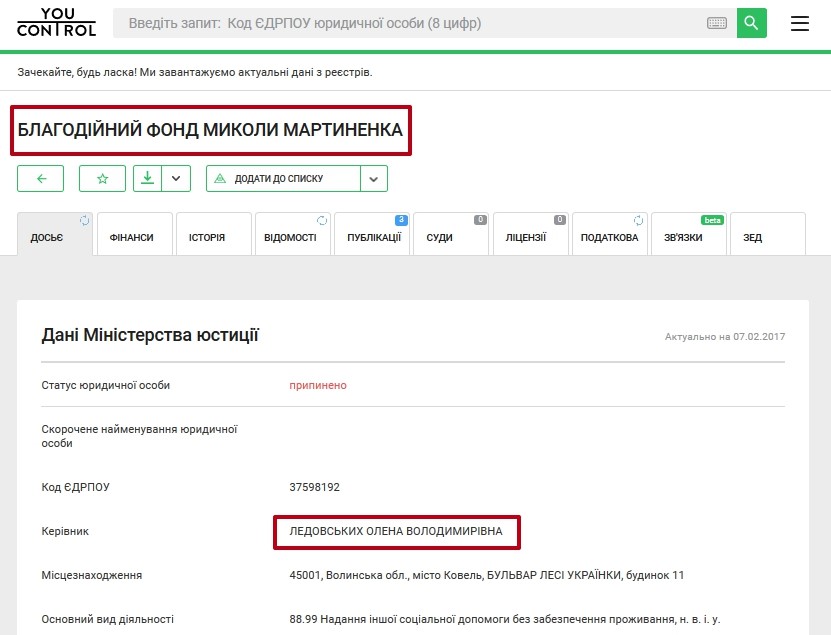 YOU
CONTROL
Введіть запит: Код ЄДРПОУ юридичної особи (8 цифр)
Зачекайте, будь ласка! Ми завантажуємо актуальні дані з реєстрів.
БЛАГОДІЙНИЙ ФОНД МИКОЛИ МАРТИНЕНКА
ДОДАТИ ДО СПИСКУ
3 0 0 beta
ДОСЬЄ ФІНАНСИ ІСТОРІЯ ВІДОМОСТІ ПУБЛІКАЦІЇ СУДИ ЛІЦЕНЗІЇ ПОДАТКОВА ЗВ'ЯЗКИ ЗЕД
Дані Міністерства юстиції Актуально на 07.02.2017
Статус юридичної особи припинено
Скорочене найменування юридичної
особи
Код ЄДРПОУ 37598192
Керівник ЛЕДОВСЬКИХ ОЛЕНА ВОЛОДИМИРІВНА
Місцезнаходження 45001, Волинська обл., місто Ковель, БУЛЬВАР ЛЕСІ УКРАЇНКИ, будинок 11
Основний вид діяльності 88.99 Надання іншої соціальної допомоги без забезпечення проживання, н. в. і. у.